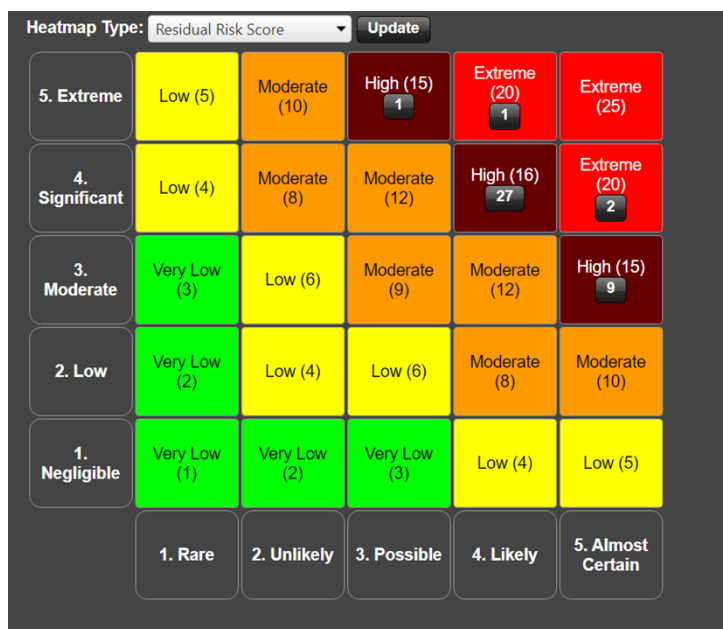 Heatmap Type: Residual Risk Score Update
5. Extreme
Low (5)
Moderate
(10)
High (15)
1
Extreme
(20)
1
Extreme
(25)
4.
Significant
Low (4)
Moderate
(8)
Moderate
(12)
High (16)
27
Extreme
(20)
2
3.
Moderate
Very Low
(3)
Low (6)
Moderate
(9)
Moderate
(12)
High (15)
9
2. Low
Very Low
(2)
Low (4)
Low (6)
Moderate
(8)
Moderate
(10)
1.
Negligible
Very Low
(1)
Very Low
(2)
Very Low
(3)
Low (4)
Low (5)
1. Rare
2. Unlikely
3. Possible
4. Likely
5. Almost
Certain